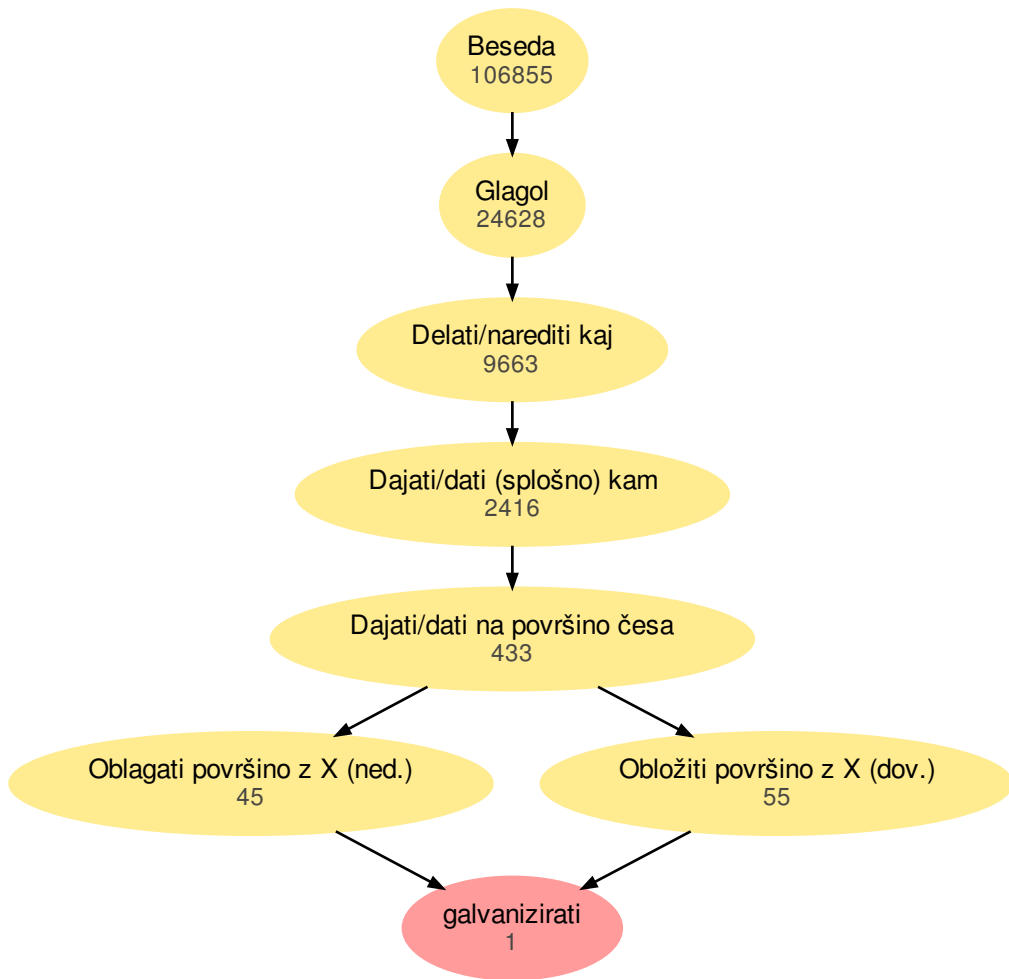 Beseda
106855
Glagol
24628
Delati/narediti kaj
9663
Dajati/dati (splošno) kam
2416
Dajati/dati na površino česa
433
Oblagati površino z X (ned.)
45
Obložiti površino z X (dov.)
55
galvanizirati
1